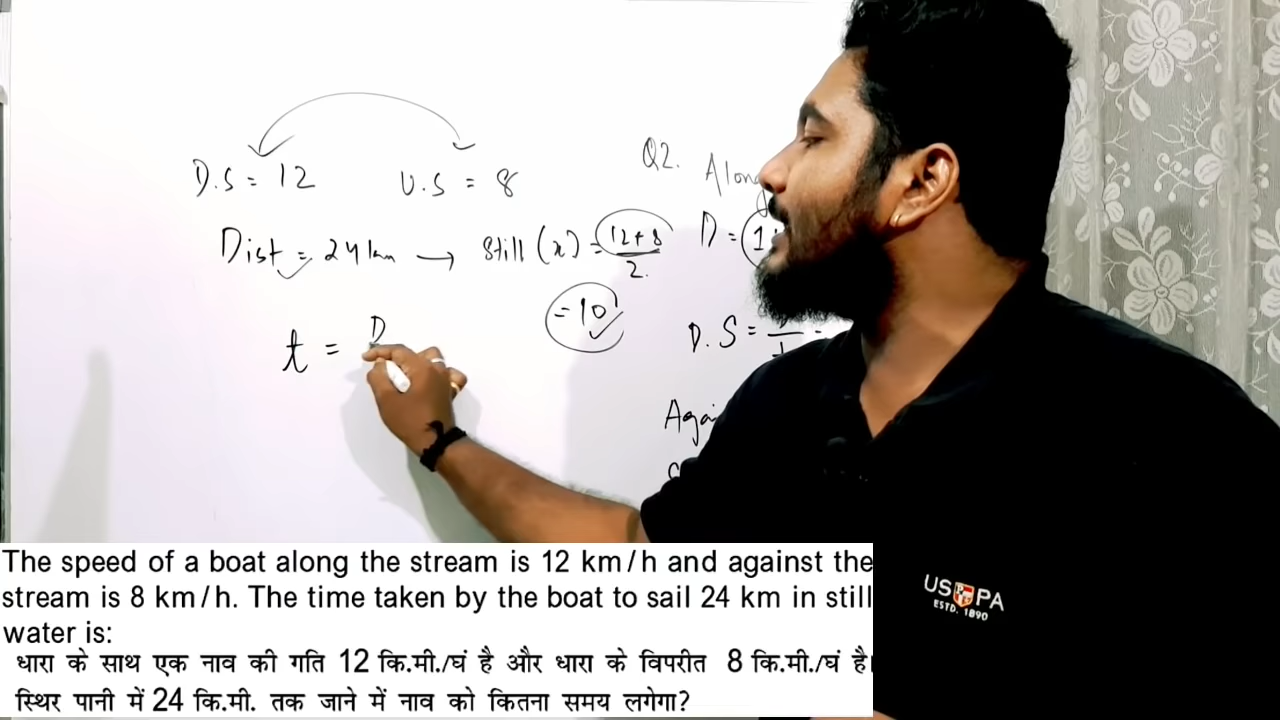 D.S = 12 U.S = 8
Dist = 24 km → Still (x) = 12+8
2
= 10
t = D
Q2. Along
D = 1
D.S =
Agai
The speed of a boat along the stream is 12 km/h and against the
stream is 8 km/h. The time taken by the boat to sail 24 km in still
water is:
धारा के साथ एक नाव की गति 12 कि.मी./घं है और धारा के विपरीत 8 कि.मी./घं है।
स्थिर पानी में 24 कि.मी. तक जाने में नाव को कितना समय लगेगा?
US PA
ESTD. 1890